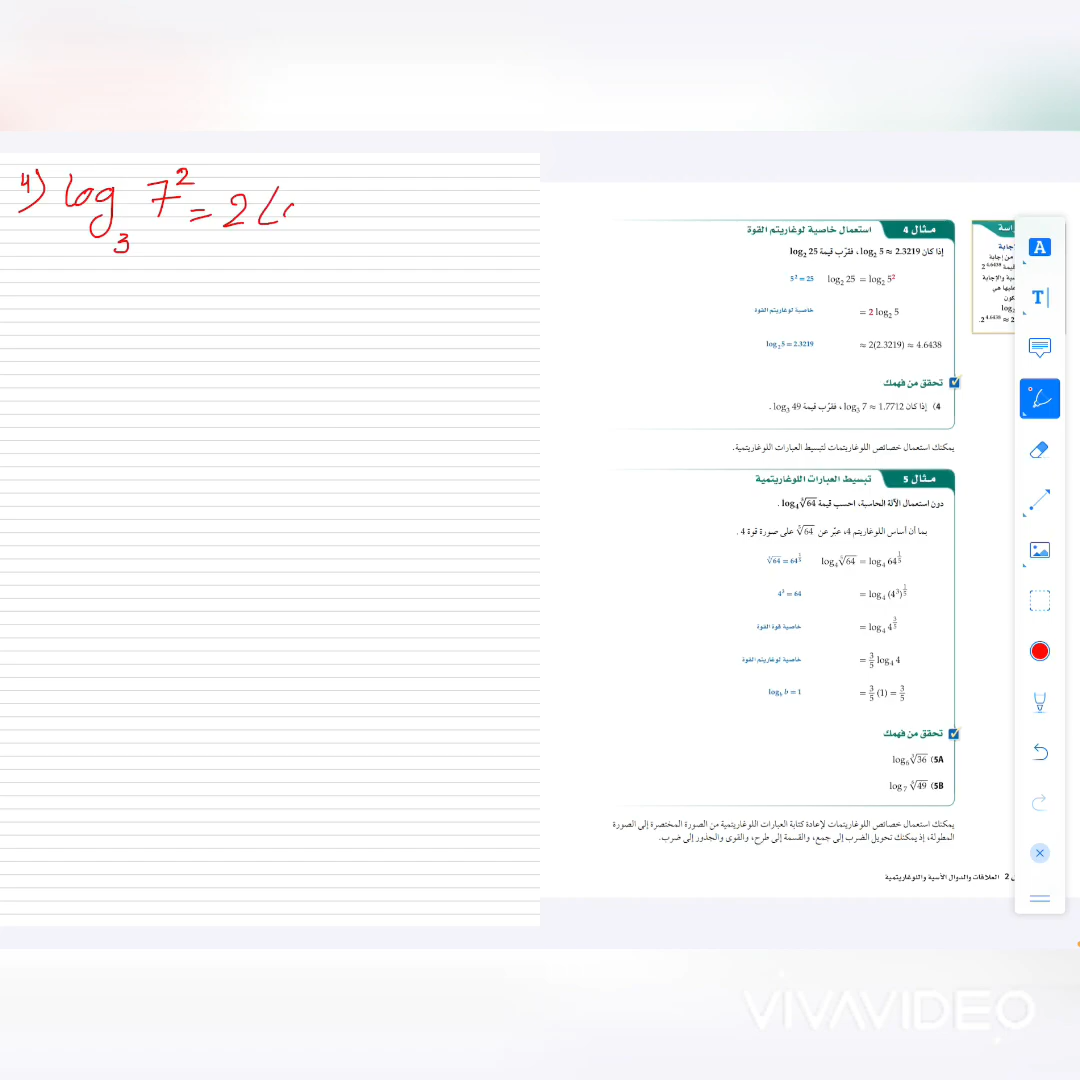 4) log₃ 7² = 2 lo
مثال 4 استعمال خاصية لوغاريتم القوة
إذا كان log₂ 5 ≈ 2.3219 ، فقرّب قيمة log₂ 25
5² = 25 log₂ 25 = log₂ 5²
خاصية لوغاريتم القوة = 2 log₂ 5
log₂5 = 2.3219 ≈ 2(2.3219) ≈ 4.6438
تحقق من فهمك
4) إذا كان log₃ 7 ≈ 1.7712 ، فقرّب قيمة log₃ 49 .
يمكنك استعمال خصائص اللوغاريتمات لتبسيط العبارات اللوغاريتمية.
مثال 5 تبسيط العبارات اللوغاريتمية
دون استعمال الآلة الحاسبة، احسب قيمة log₄ ⁵√64 .
بما أن أساس اللوغاريتم 4، عبّر عن ⁵√64 على صورة قوة 4 .
⁵√64 = 64^(1/5) log₄ ⁵√64 = log₄ 64^(1/5)
4³ = 64 = log₄ (4³)^(1/5)
خاصية قوة القوة = log₄ 4^(3/5)
خاصية لوغاريتم القوة = 3/5 log₄ 4
log_b b = 1 = 3/5 (1) = 3/5
تحقق من فهمك
5A) log₆ ³√36
5B) log₇ ⁶√49
يمكنك استعمال خصائص اللوغاريتمات لإعادة كتابة العبارات اللوغاريتمية من الصورة المختصرة إلى الصورة
المطولة، إذ يمكنك تحويل الضرب إلى جمع، والقسمة إلى طرح، والقوى والجذور إلى ضرب.
2 العلاقات والدوال الأسية واللوغاريتمية
A
T
VIVAVIDEO